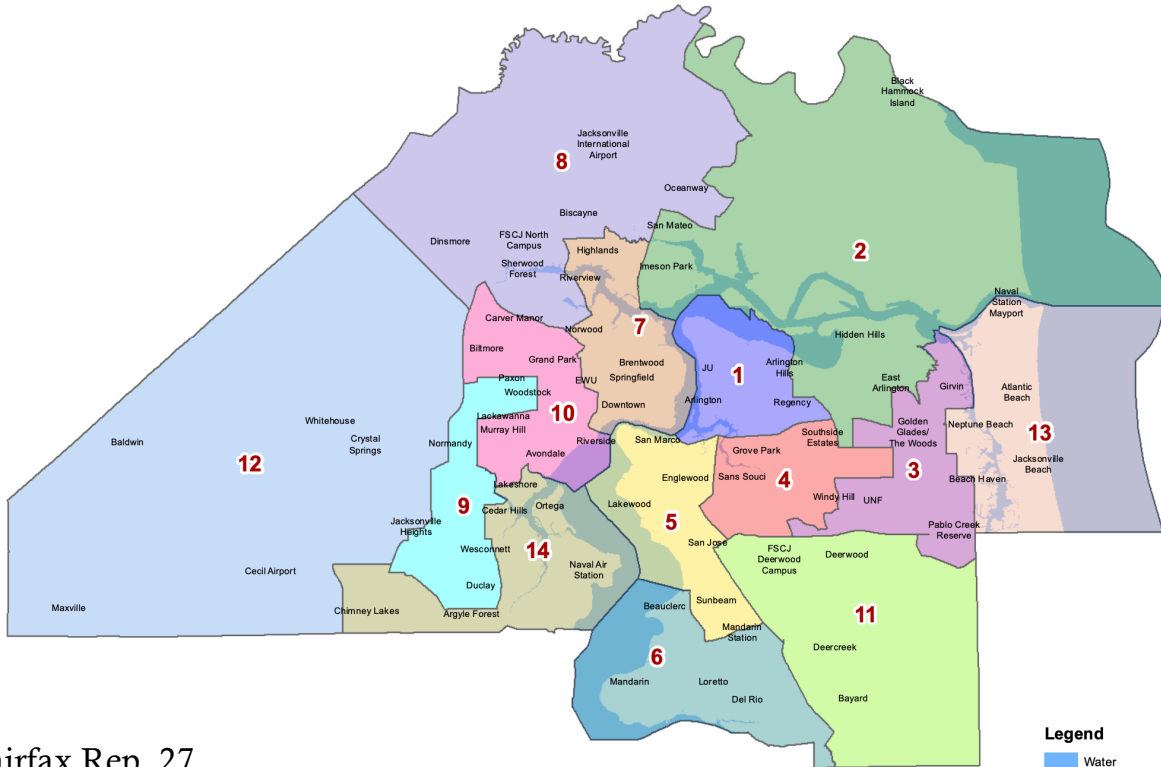 Black
Hammock
Island
Jacksonville
International
Airport
8
Oceanway
Biscayne
San Mateo
Dinsmore
FSCJ North
Campus
Highlands
2
Sherwood
Forest
Riverview
Imeson Park
Naval
Station
Mayport
Carver Manor
Norwood
7
Hidden Hills
Biltmore
Grand Park
Brentwood
Springfield
JU
1
Arlington
Hills
Paxon
EWU
East
Arlington
Girvin
Atlantic
Beach
Woodstock
Downtown
Arlington
Regency
Lackawanna
10
Whitehouse
Murray Hill
Golden
Glades/
The Woods
Neptune Beach
13
Baldwin
Crystal
Springs
Normandy
Riverside
San Marco
Southside
Estates
12
Avondale
Grove Park
Jacksonville
Beach
Lakeshore
Englewood
Sans Souci
4
3
Beach Haven
9
Cedar Hills
Ortega
Lakewood
Windy Hill
UNF
Jacksonville
Heights
5
Pablo Creek
Reserve
Wesconnett
14
San Jose
FSCJ
Deerwood
Campus
Deerwood
Cecil Airport
Naval Air
Station
Duclay
Maxville
Chimney Lakes
Argyle Forest
Beauclerc
Sunbeam
11
Mandarin
Station
6
Deercreek
Mandarin
Loretto
Del Rio
Bayard
Legend
Water
airfax Rep. 27